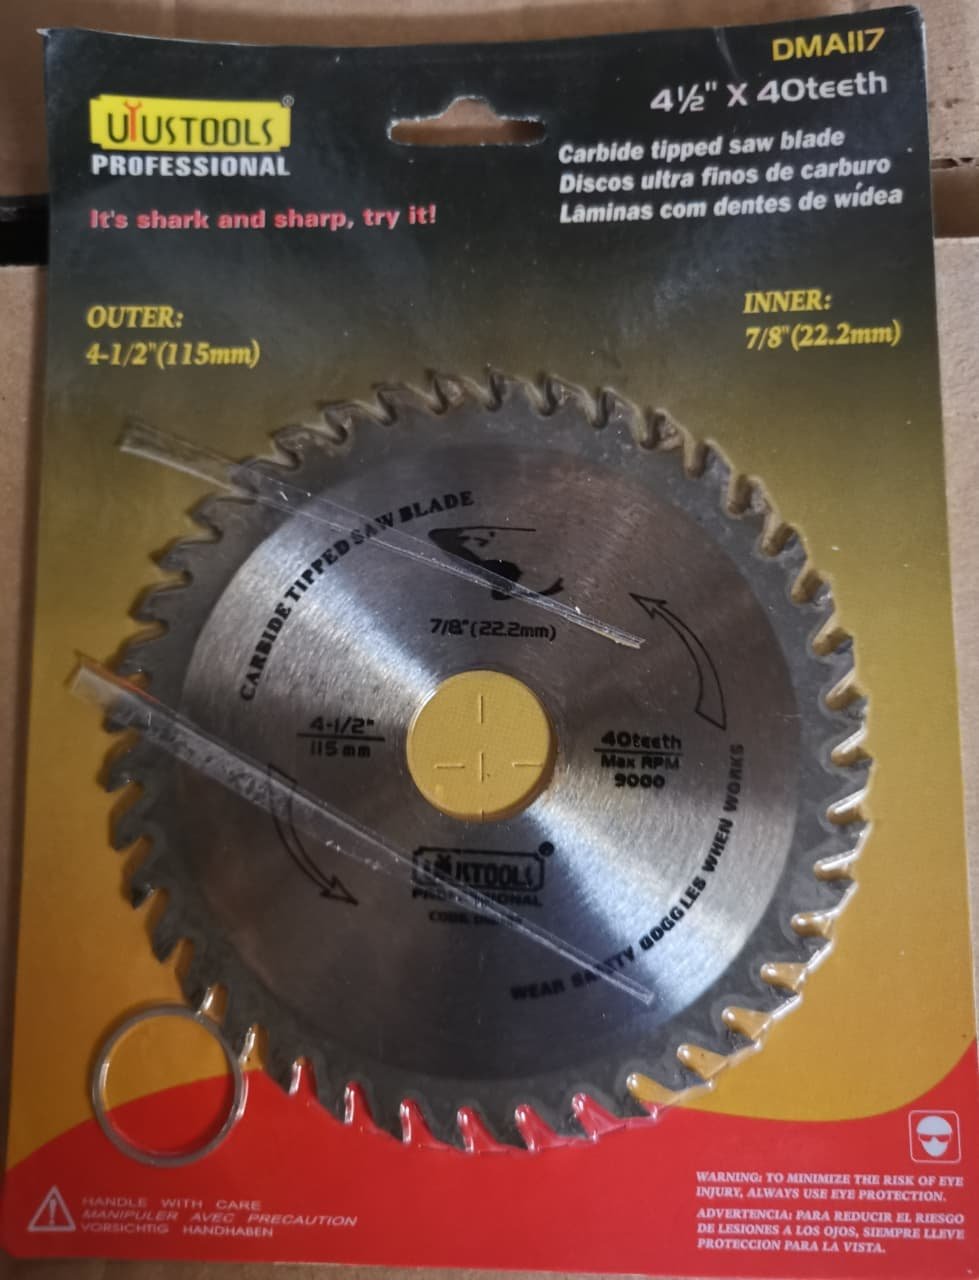 DMA117
4½" X 40teeth
UYUSTOOLS®
PROFESSIONAL
Carbide tipped saw blade
Discos ultra finos de carburo
Lâminas com dentes de wídea
It's shark and sharp, try it!
OUTER:
4-1/2"(115mm)
INNER:
7/8"(22.2mm)
CARBIDE TIPPED SAW BLADE
7/8"(22.2mm)
4-1/2"
115mm
40teeth
Max RPM
9000
PROFESSIONAL
WEAR SAFETY GOGGLES WHEN WORKS
HANDLE WITH CARE
MANIPULER AVEC PRECAUTION
VORSICHTIG HANDHABEN
WARNING: TO MINIMIZE THE RISK OF EYE
INJURY, ALWAYS USE EYE PROTECTION.
ADVERTENCIA: PARA REDUCIR EL RIESGO
DE LESIONES A LOS OJOS, SIEMPRE LLEVE
PROTECCION PARA LA VISTA.